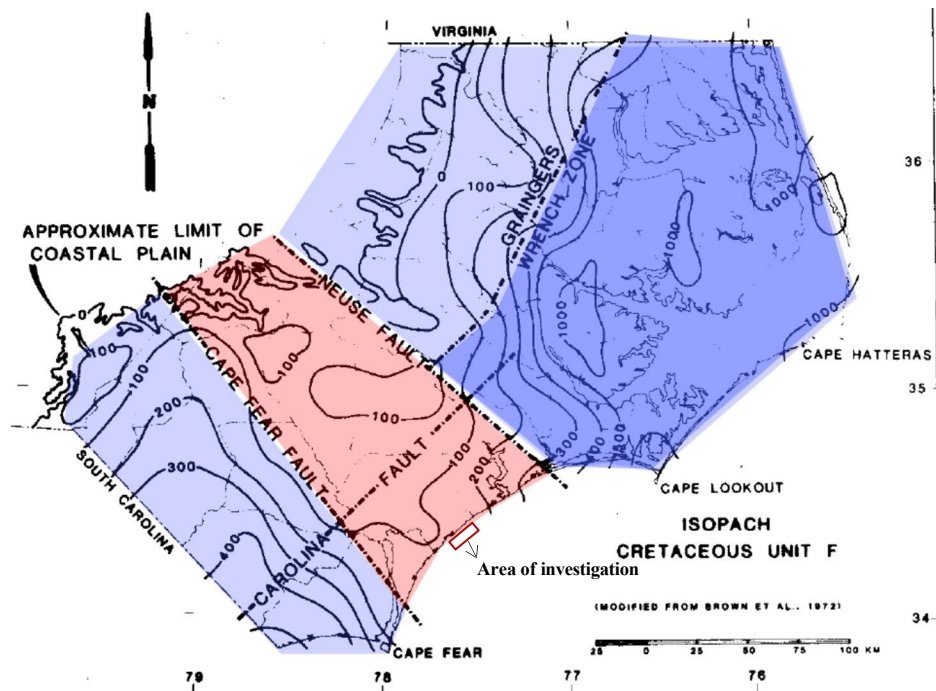 VIRGINIA
N
36
0
100
GRAINGERS
WRENCH ZONE
1000
1000
APPROXIMATE LIMIT OF
COASTAL PLAIN
0
100
NEUSE FAULT
1000
1000
CAPE HATTERAS
100
100
CAPE FEAR FAULT
100
35
200
FAULT
100
200
300
300
SOUTH CAROLINA
CAPE LOOKOUT
ISOPACH
CRETACEOUS UNIT F
400
CAROLINA
Area of investigation
(MODIFIED FROM BROWN ET AL., 1972)
34
25 0 25 50 75 100 KM
CAPE FEAR
79 78 77 76